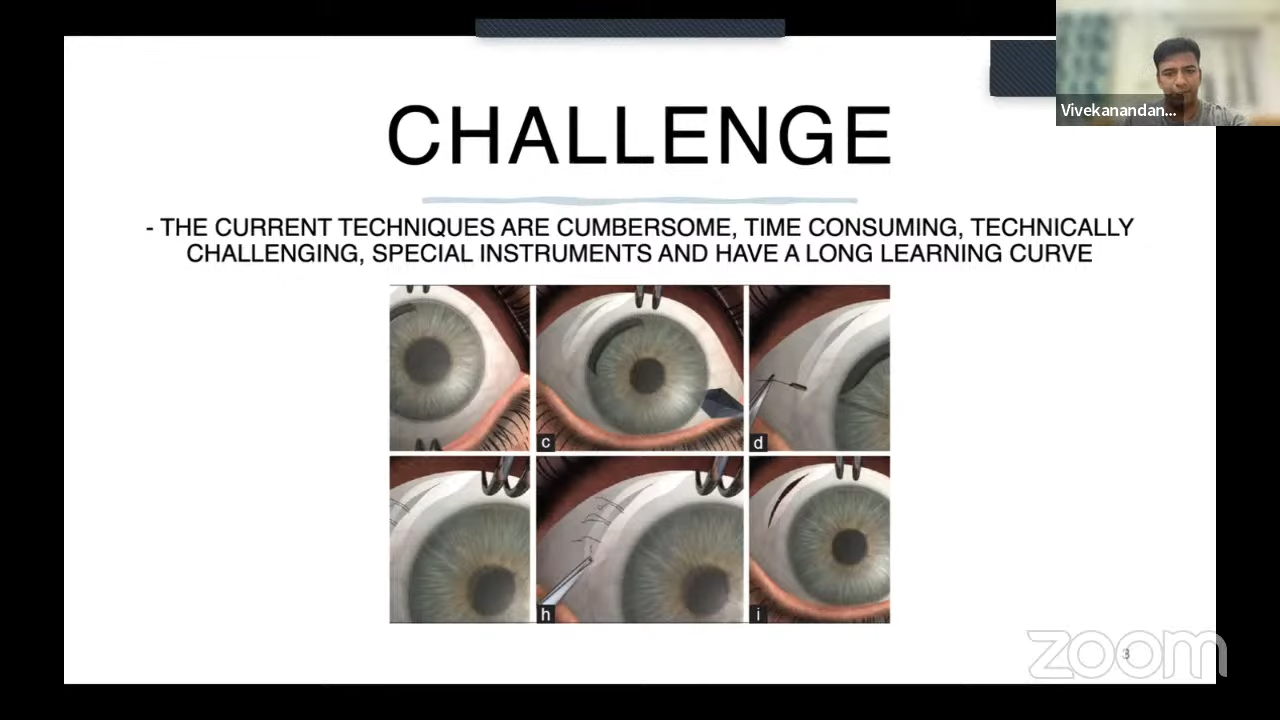 CHALLENGE
- THE CURRENT TECHNIQUES ARE CUMBERSOME, TIME CONSUMING, TECHNICALLY
CHALLENGING, SPECIAL INSTRUMENTS AND HAVE A LONG LEARNING CURVE
Vivekanandan...
c
d
h
i
3
zoom